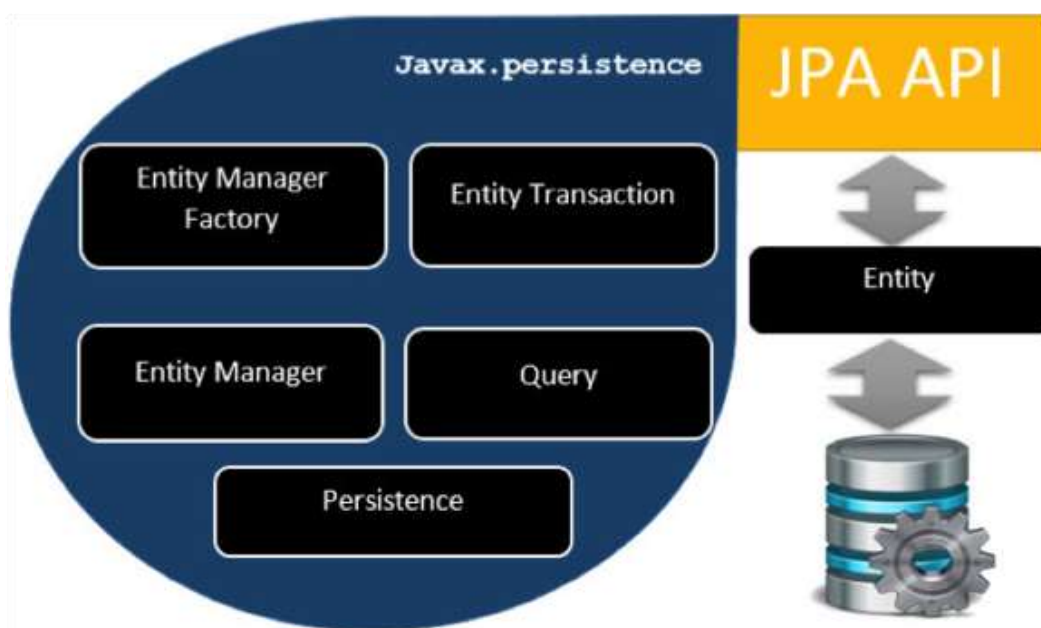 Javax.persistence
JPA API
Entity Manager
Factory
Entity Transaction
Entity
Entity Manager
Query
Persistence